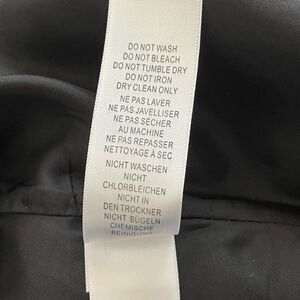 DO NOT WASH
DO NOT BLEACH
DO NOT TUMBLE DRY
DO NOT IRON
DRY CLEAN ONLY
NE PAS LAVER
NE PAS JAVELLISER
NE PAS SÉCHER
AU MACHINE
NE PAS REPASSER
NETTOYAGE À SEC
NICHT WASCHEN
NICHT
CHLORBLEICHEN
NICHT IN
DEN TROCKNER
NICHT BÜGELN
CHEMISCHE
REINIGUNG